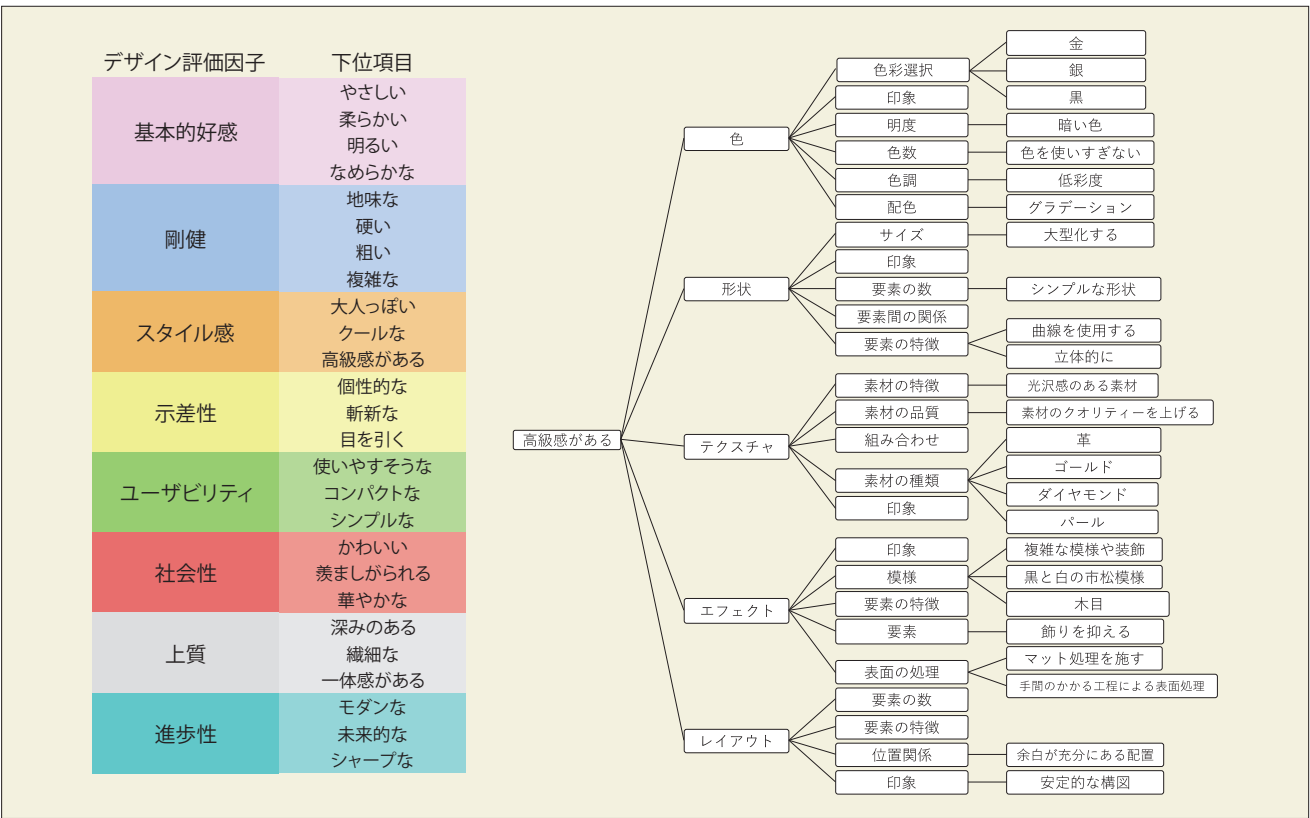 デザイン評価因子
下位項目
基本的好感
やさしい
柔らかい
明るい
なめらかな
剛健
地味な
硬い
粗い
複雑な
スタイル感
大人っぽい
クールな
高級感がある
示差性
個性的な
斬新な
目を引く
ユーザビリティ
使いやすそうな
コンパクトな
シンプルな
社会性
かわいい
羨ましがられる
華やかな
上質
深みのある
繊細な
一体感がある
進歩性
モダンな
未来的な
シャープな
高級感がある
色
色彩選択
金
銀
黒
印象
明度
暗い色
色数
色を使いすぎない
色調
低彩度
配色
グラデーション
形状
サイズ
大型化する
印象
要素の数
シンプルな形状
要素間の関係
要素の特徴
曲線を使用する
立体的に
テクスチャ
素材の特徴
光沢感のある素材
素材の品質
素材のクオリティーを上げる
組み合わせ
素材の種類
革
ゴールド
ダイヤモンド
パール
印象
エフェクト
印象
模様
複雑な模様や装飾
黒と白の市松模様
木目
要素の特徴
要素
飾りを抑える
表面の処理
マット処理を施す
手間のかかる工程による表面処理
レイアウト
要素の数
要素の特徴
位置関係
余白が充分にある配置
印象
安定的な構図